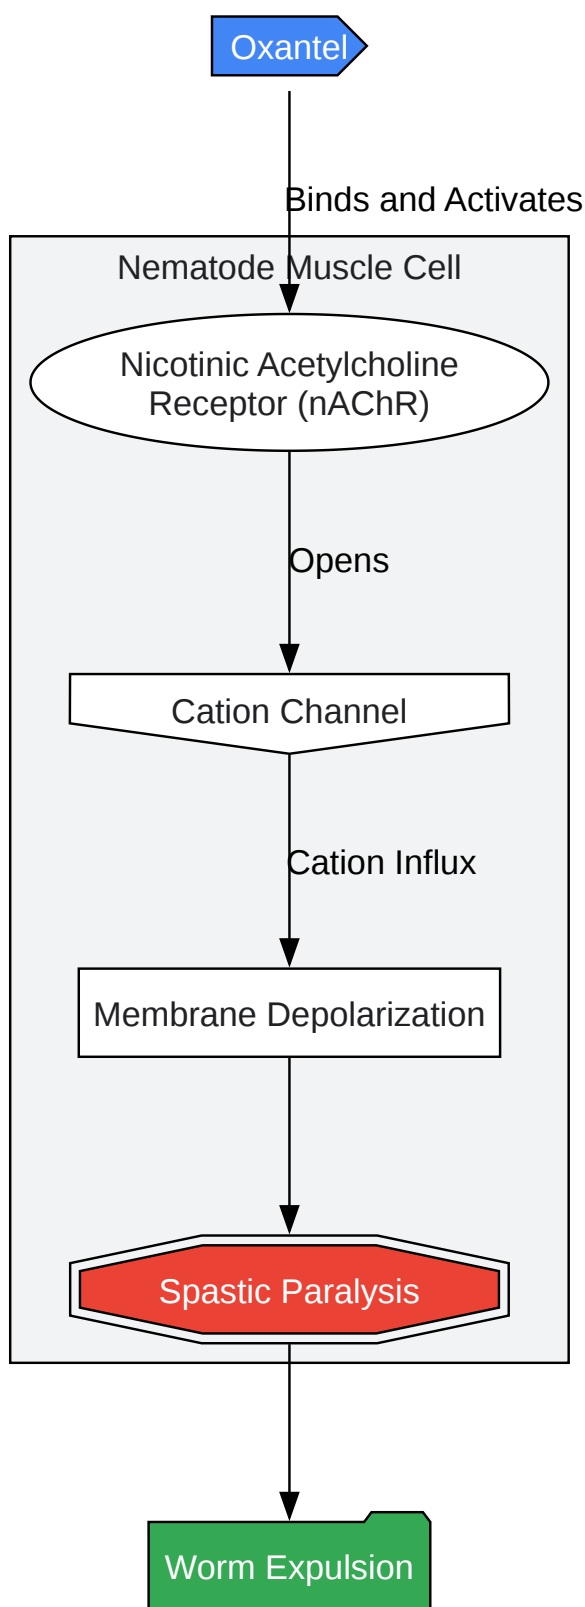 Oxantel
Binds and Activates
Nematode Muscle Cell
Nicotinic Acetylcholine
Receptor (nAChR)
Opens
Cation Channel
Cation Influx
Membrane Depolarization
Spastic Paralysis
Worm Expulsion